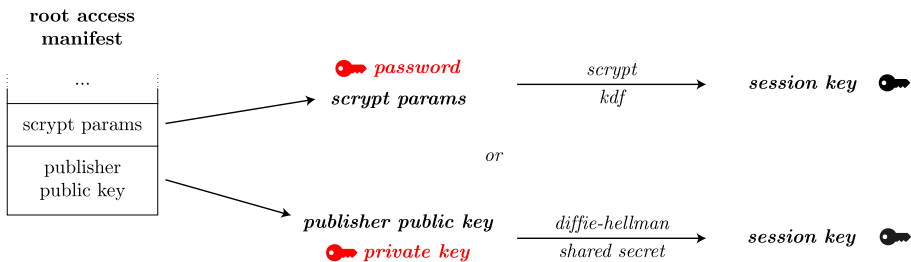 root access
manifest
...
scrypt params
publisher
public key
password
scrypt params
scrypt
kdf
session key
or
publisher public key
private key
diffie-hellman
shared secret
session key